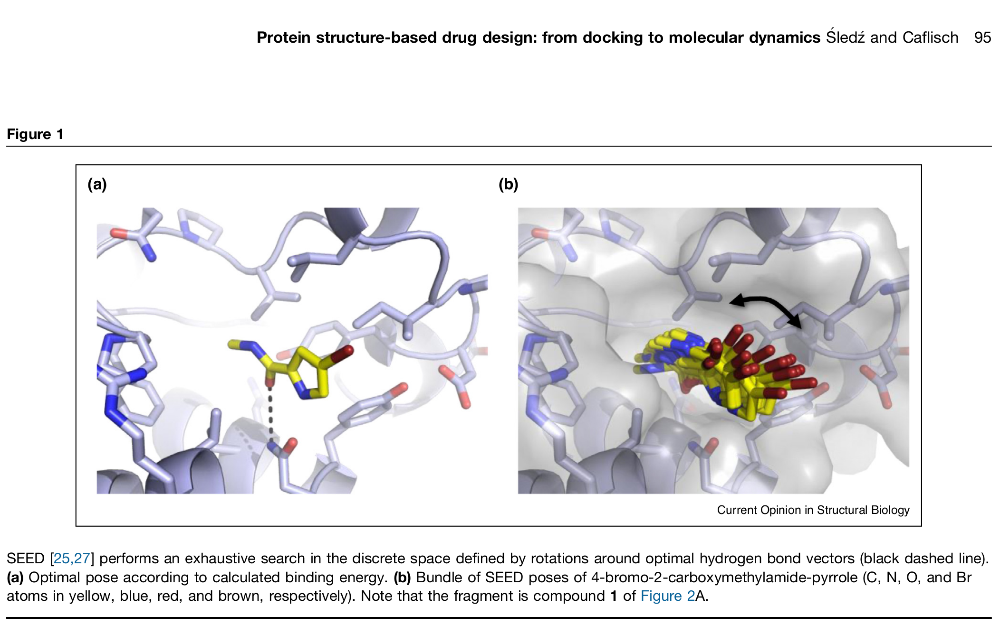 Protein structure-based drug design: from docking to molecular dynamics Śledź and Caflisch 95
Figure 1
(a)
(b)
Current Opinion in Structural Biology
SEED [25,27] performs an exhaustive search in the discrete space defined by rotations around optimal hydrogen bond vectors (black dashed line).
(a) Optimal pose according to calculated binding energy. (b) Bundle of SEED poses of 4-bromo-2-carboxymethylamide-pyrrole (C, N, O, and Br
atoms in yellow, blue, red, and brown, respectively). Note that the fragment is compound 1 of Figure 2A.